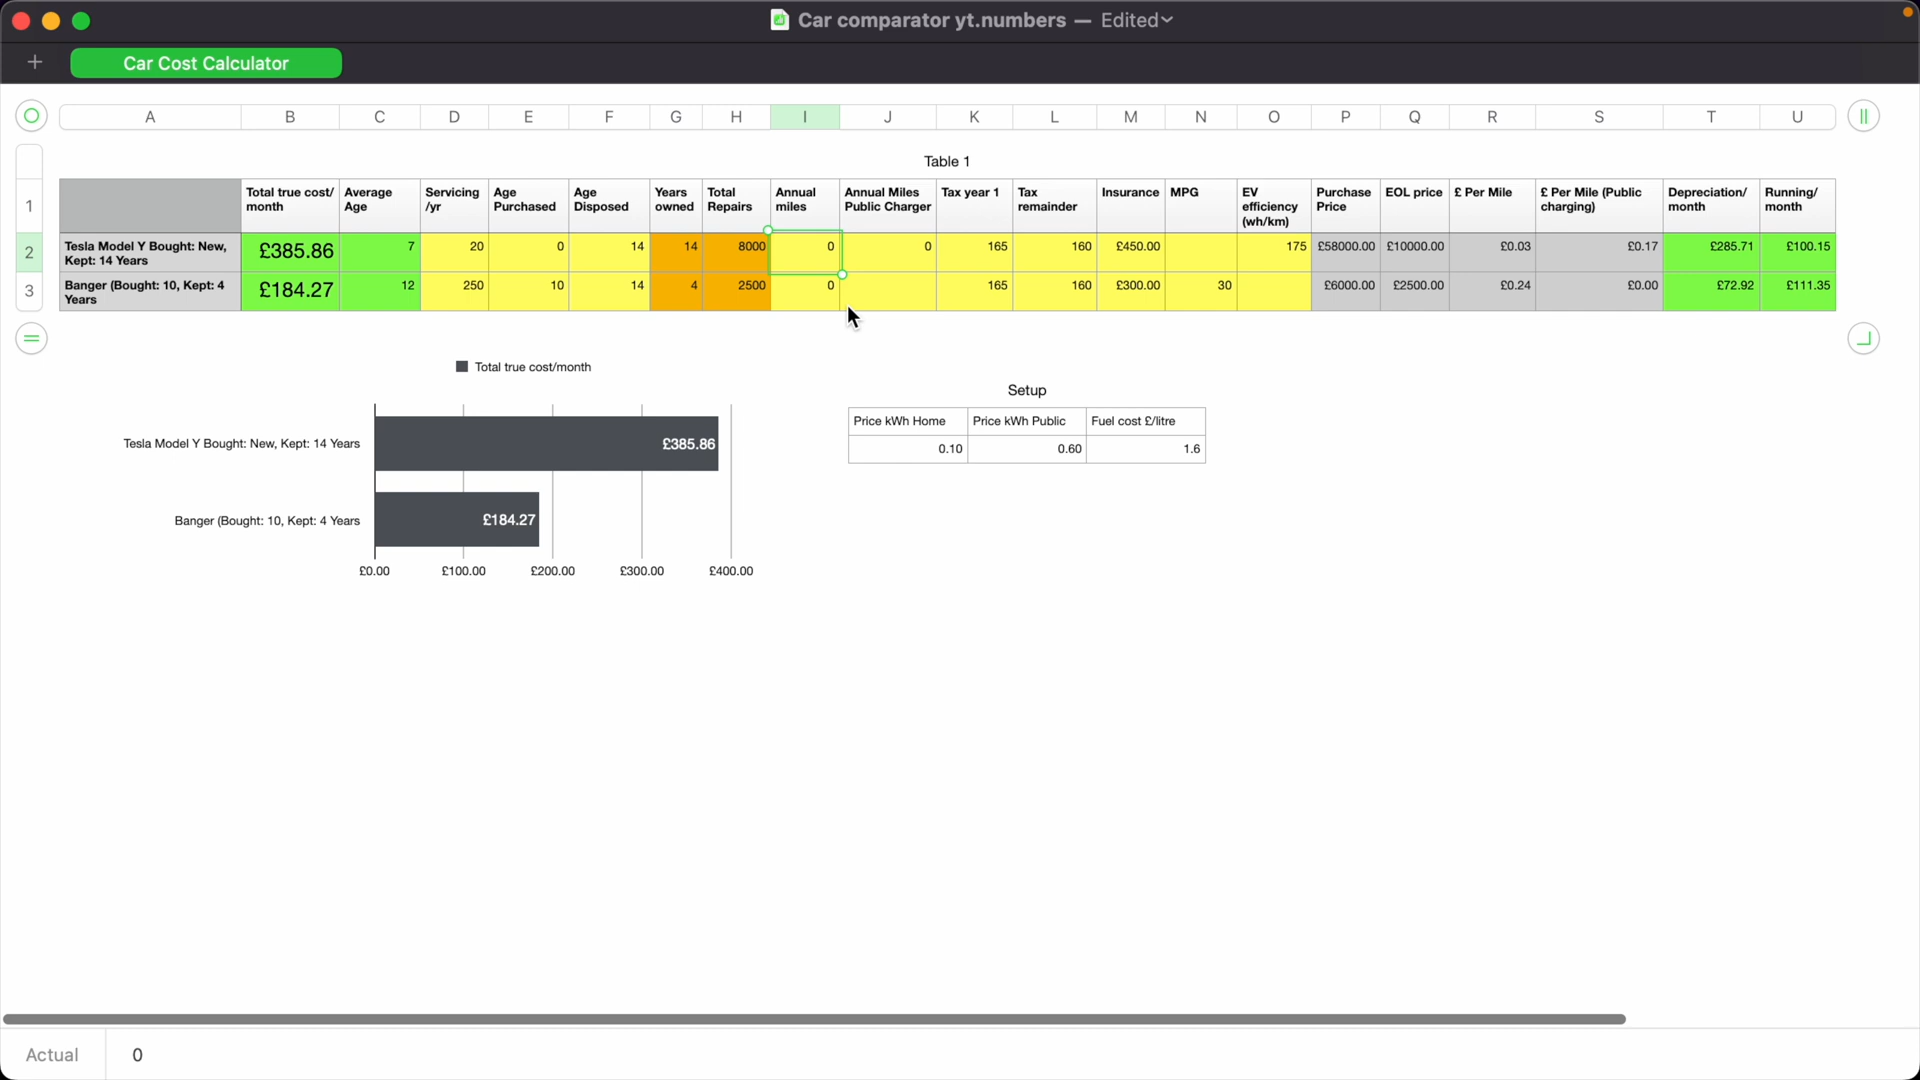 Car comparator yt.numbers — Edited
+ Car Cost Calculator
A B C D E F G H I J K L M N O P Q R S T U
Table 1
1
Total true cost/
month
Average
Age
Servicing
/yr
Age
Purchased
Age
Disposed
Years
owned
Total
Repairs
Annual
miles
Annual Miles
Public Charger
Tax year 1
Tax
remainder
Insurance
MPG
EV
efficiency
(wh/km)
Purchase
Price
EOL price
£ Per Mile
£ Per Mile (Public
charging)
Depreciation/
month
Running/
month
2
Tesla Model Y Bought: New,
Kept: 14 Years
£385.86 7 20 0 14 14 8000 0 0 165 160 £450.00 175 £58000.00 £10000.00 £0.03 £0.17 £285.71 £100.15
3
Banger (Bought: 10, Kept: 4
Years
£184.27 12 250 10 14 4 2500 0 165 160 £300.00 30 £6000.00 £2500.00 £0.24 £0.00 £72.92 £111.35
Total true cost/month
Tesla Model Y Bought: New, Kept: 14 Years £385.86
Banger (Bought: 10, Kept: 4 Years £184.27
£0.00 £100.00 £200.00 £300.00 £400.00
Setup
Price kWh Home Price kWh Public Fuel cost £/litre
0.10 0.60 1.6
Actual 0